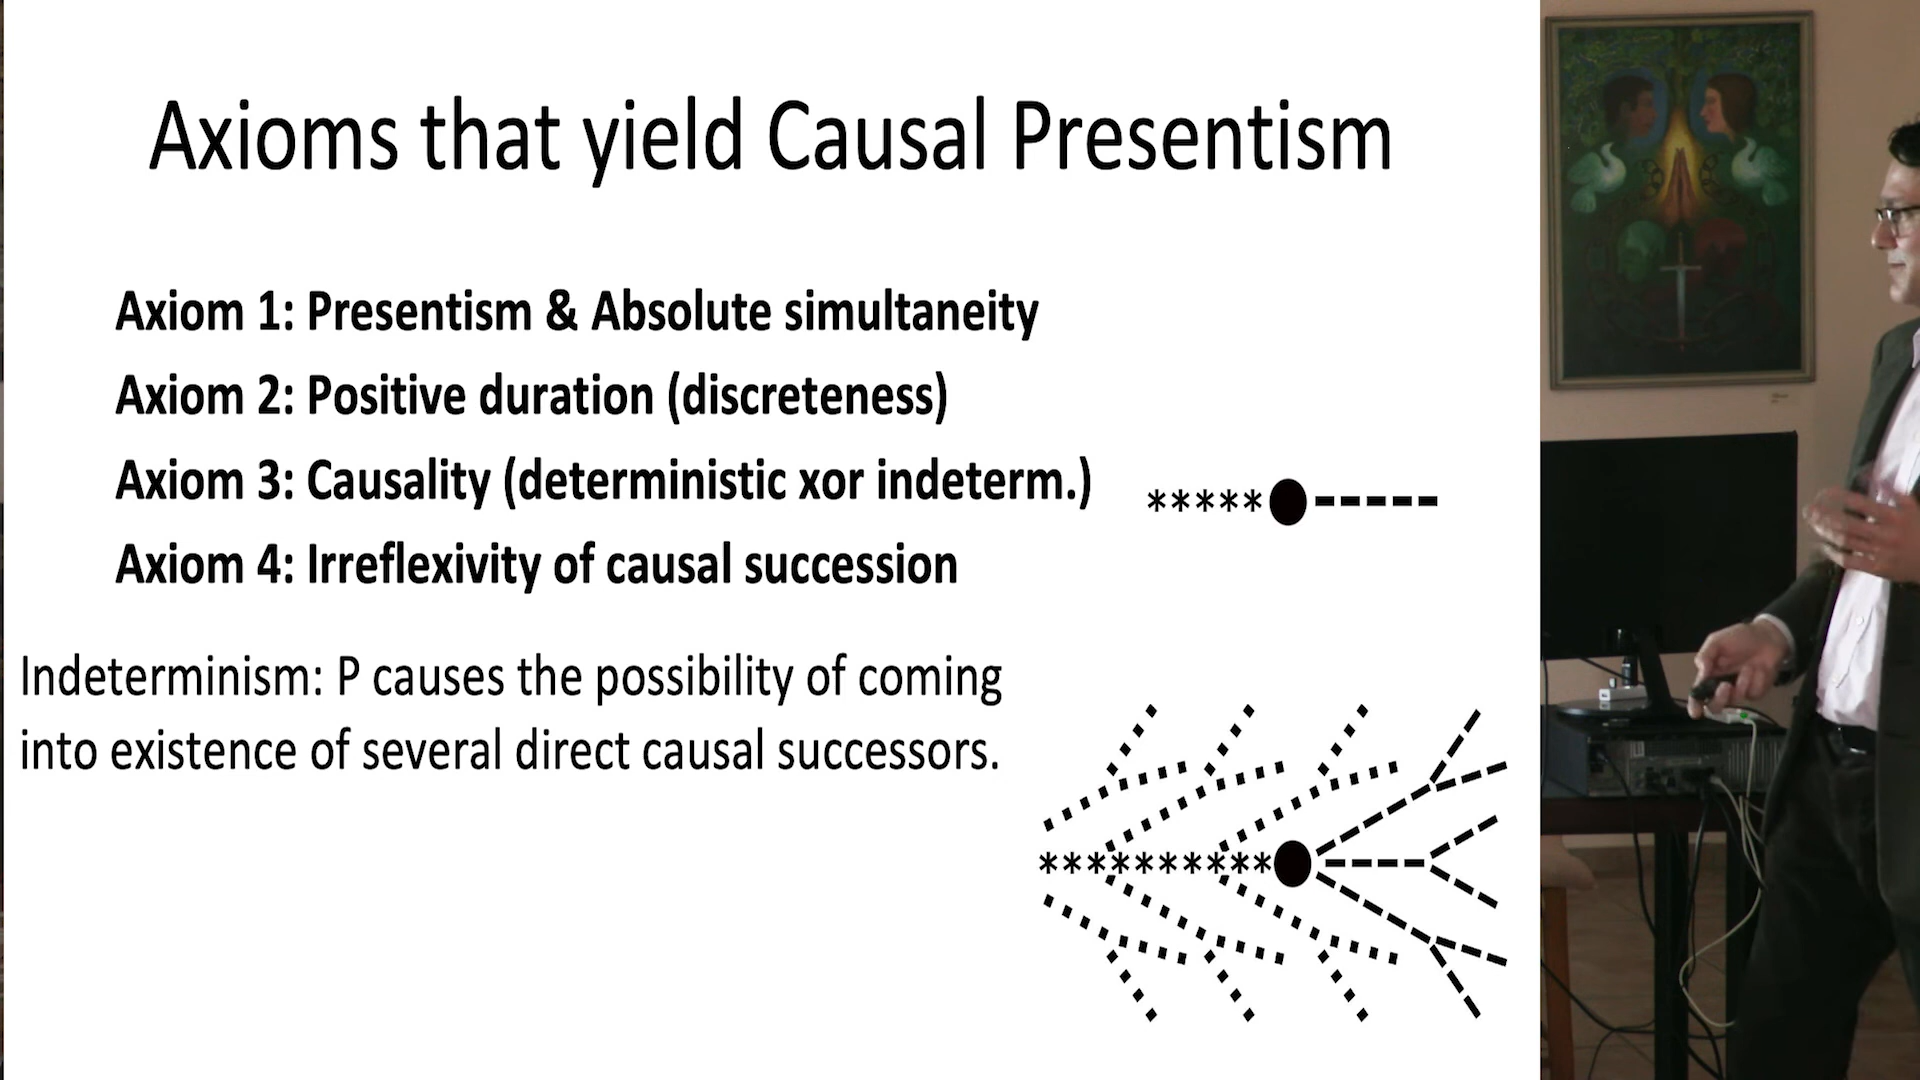 Axioms that yield Causal Presentism
Axiom 1: Presentism & Absolute simultaneity
Axiom 2: Positive duration (discreteness)
Axiom 3: Causality (deterministic xor indeterm.)
Axiom 4: Irreflexivity of causal succession
Indeterminism: P causes the possibility of coming
into existence of several direct causal successors.